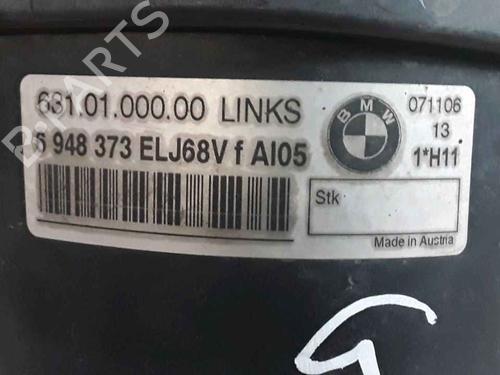 631.01.000.00 LINKS
6 948 373 ELJ68V f AI05
BMW
071106
13
1*H11
Stk
Made in Austria